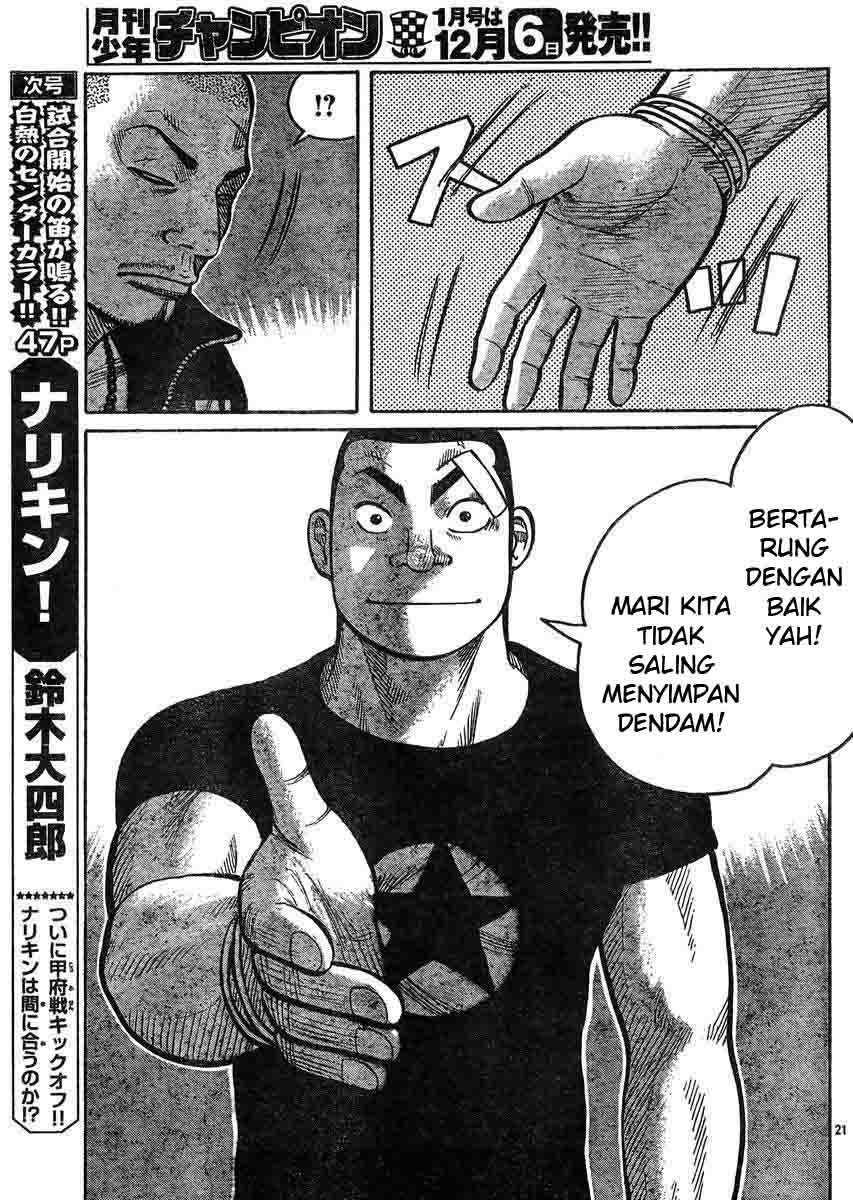 月刊
少年
チャンピオン
1月号は
12月6日発売!!
次号
試合開始の笛が鳴る!!
白熱のセンターカラー!!
47P
ナリキン!
鈴木大四郎
★★★★★★★
ついに甲府戦キックオフ!!
ナリキンは間に合うのか!?
!?
BERTA-
RUNG
DENGAN
BAIK
YAH!
MARI KITA
TIDAK
SALING
MENYIMPAN
DENDAM!
21